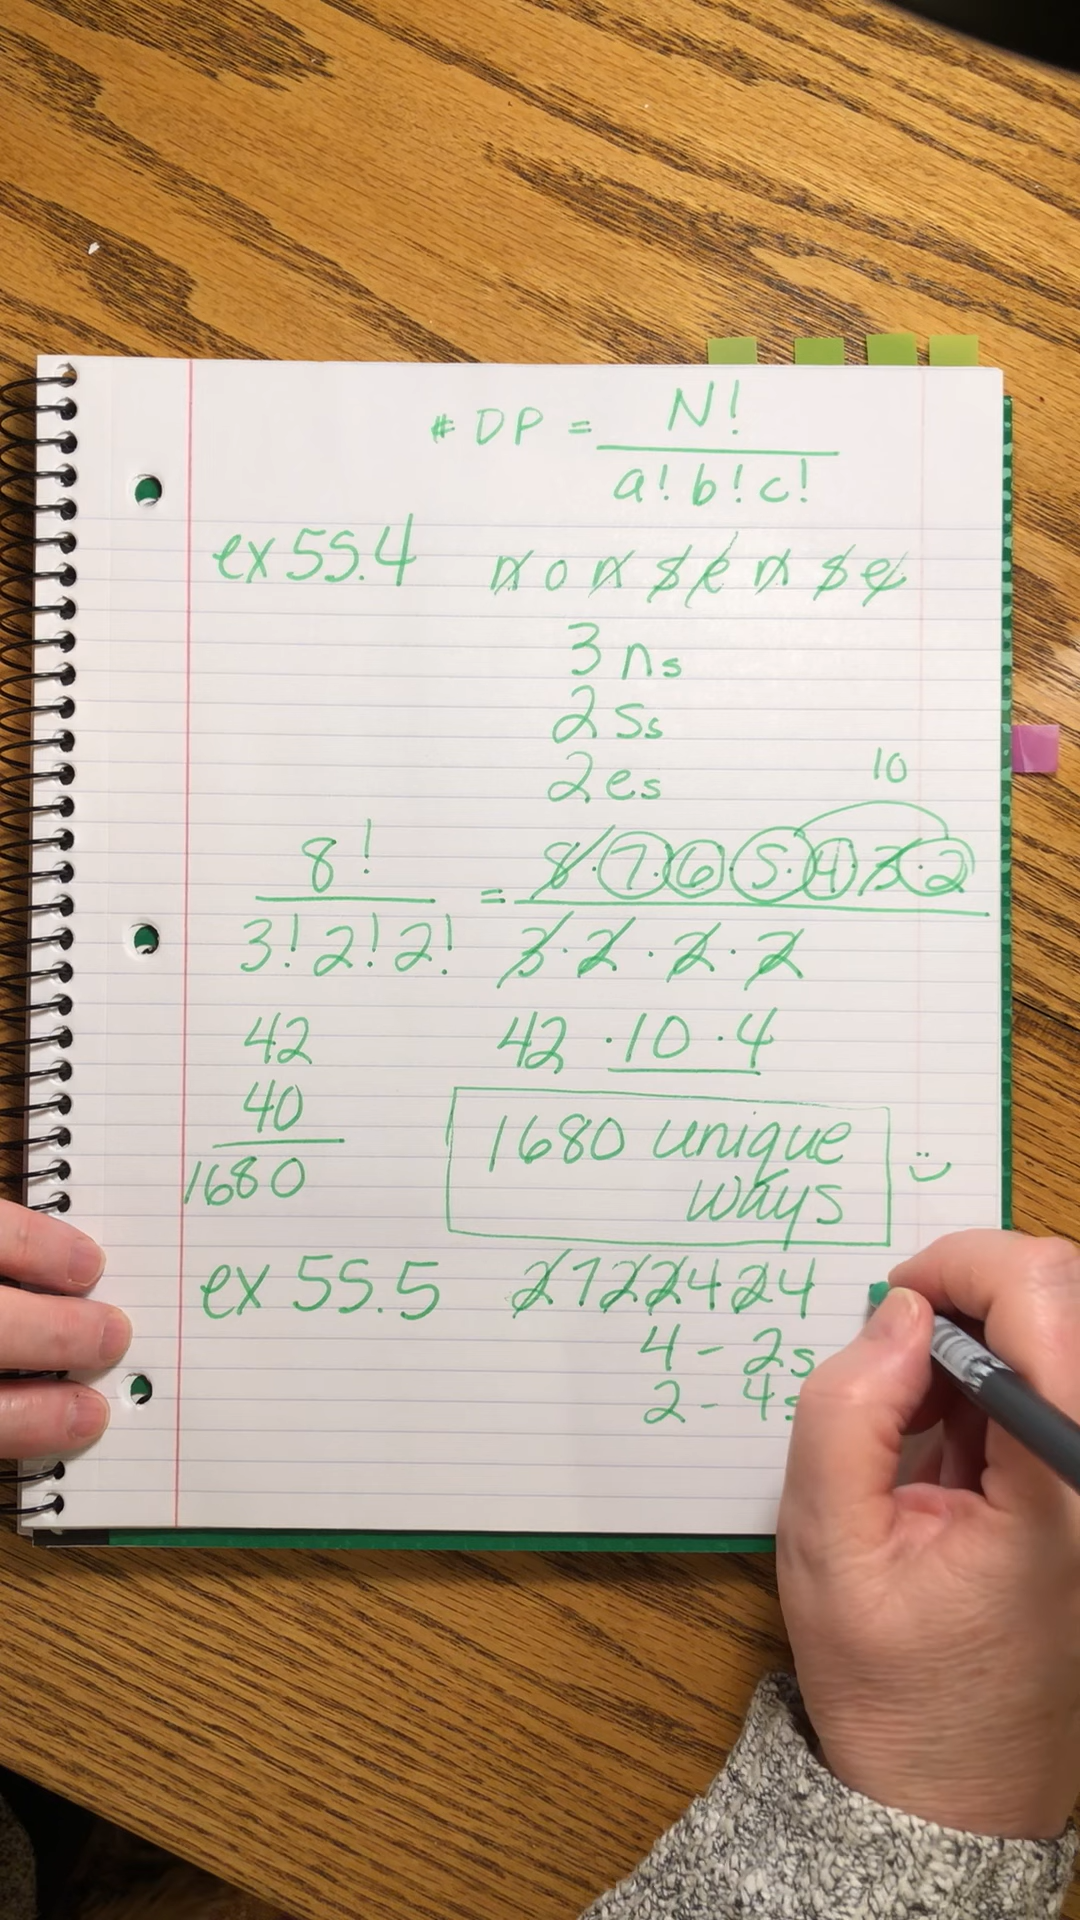 # DP = N!
a! b! c!
ex 55.4 n o n s e n s e
3 ns
2 Ss
2 es
10
8! = 8·7·6·5·4·3·2
3! 2! 2! 3·2·2·2
42 42 · 10 · 4
40
1680 1680 unique
ways
ex 55.5 2722424
4 - 2s
2 - 4s